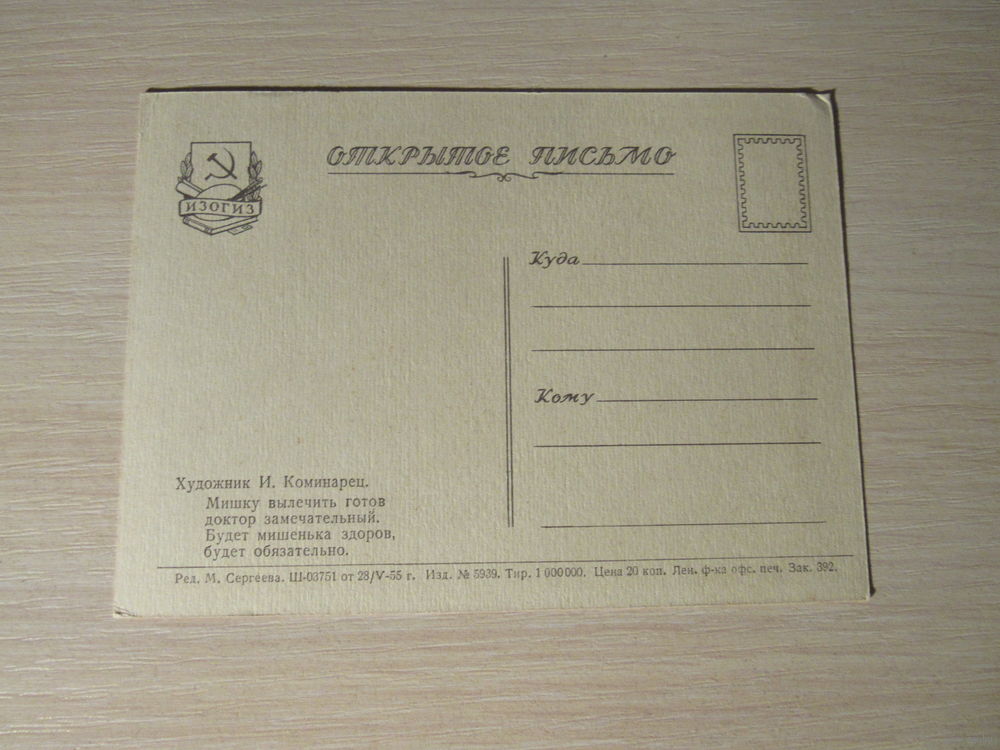 ОТКРЫТОЕ ПИСЬМО
ИЗОГИЗ
Куда
Кому
Художник И. Коминарец.
Мишку вылечить готов
доктор замечательный.
Будет мишенька здоров,
будет обязательно.
Ред. М. Сергеева. Ш-03751 от 28/V-55 г. Изд. № 5939. Тир. 1 000 000. Цена 20 коп. Лен. ф-ка офс. печ. Зак. 392.